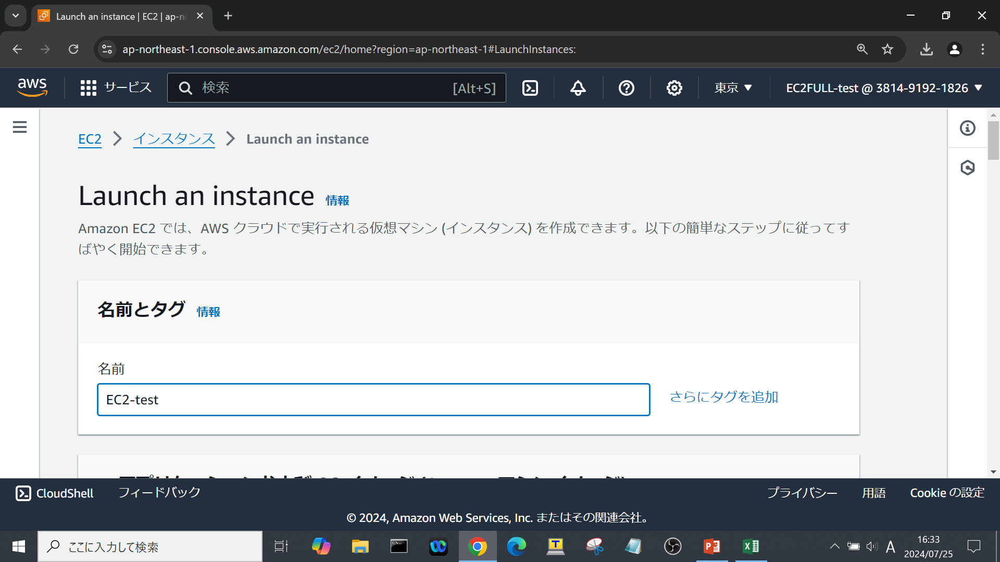 Launch an instance | EC2 | ap-n
ap-northeast-1.console.aws.amazon.com/ec2/home?region=ap-northeast-1#LaunchInstances:
aws
サービス
検索
[Alt+S]
東京
EC2FULL-test @ 3814-9192-1826
EC2
インスタンス
Launch an instance
Launch an instance 情報
Amazon EC2 では、AWS クラウドで実行される仮想マシン (インスタンス) を作成できます。以下の簡単なステップに従ってす
ばやく開始できます。
名前とタグ 情報
名前
EC2-test
さらにタグを追加
CloudShell
フィードバック
プライバシー
用語
Cookie の設定
© 2024, Amazon Web Services, Inc. またはその関連会社。
ここに入力して検索
A
16:33
2024/07/25